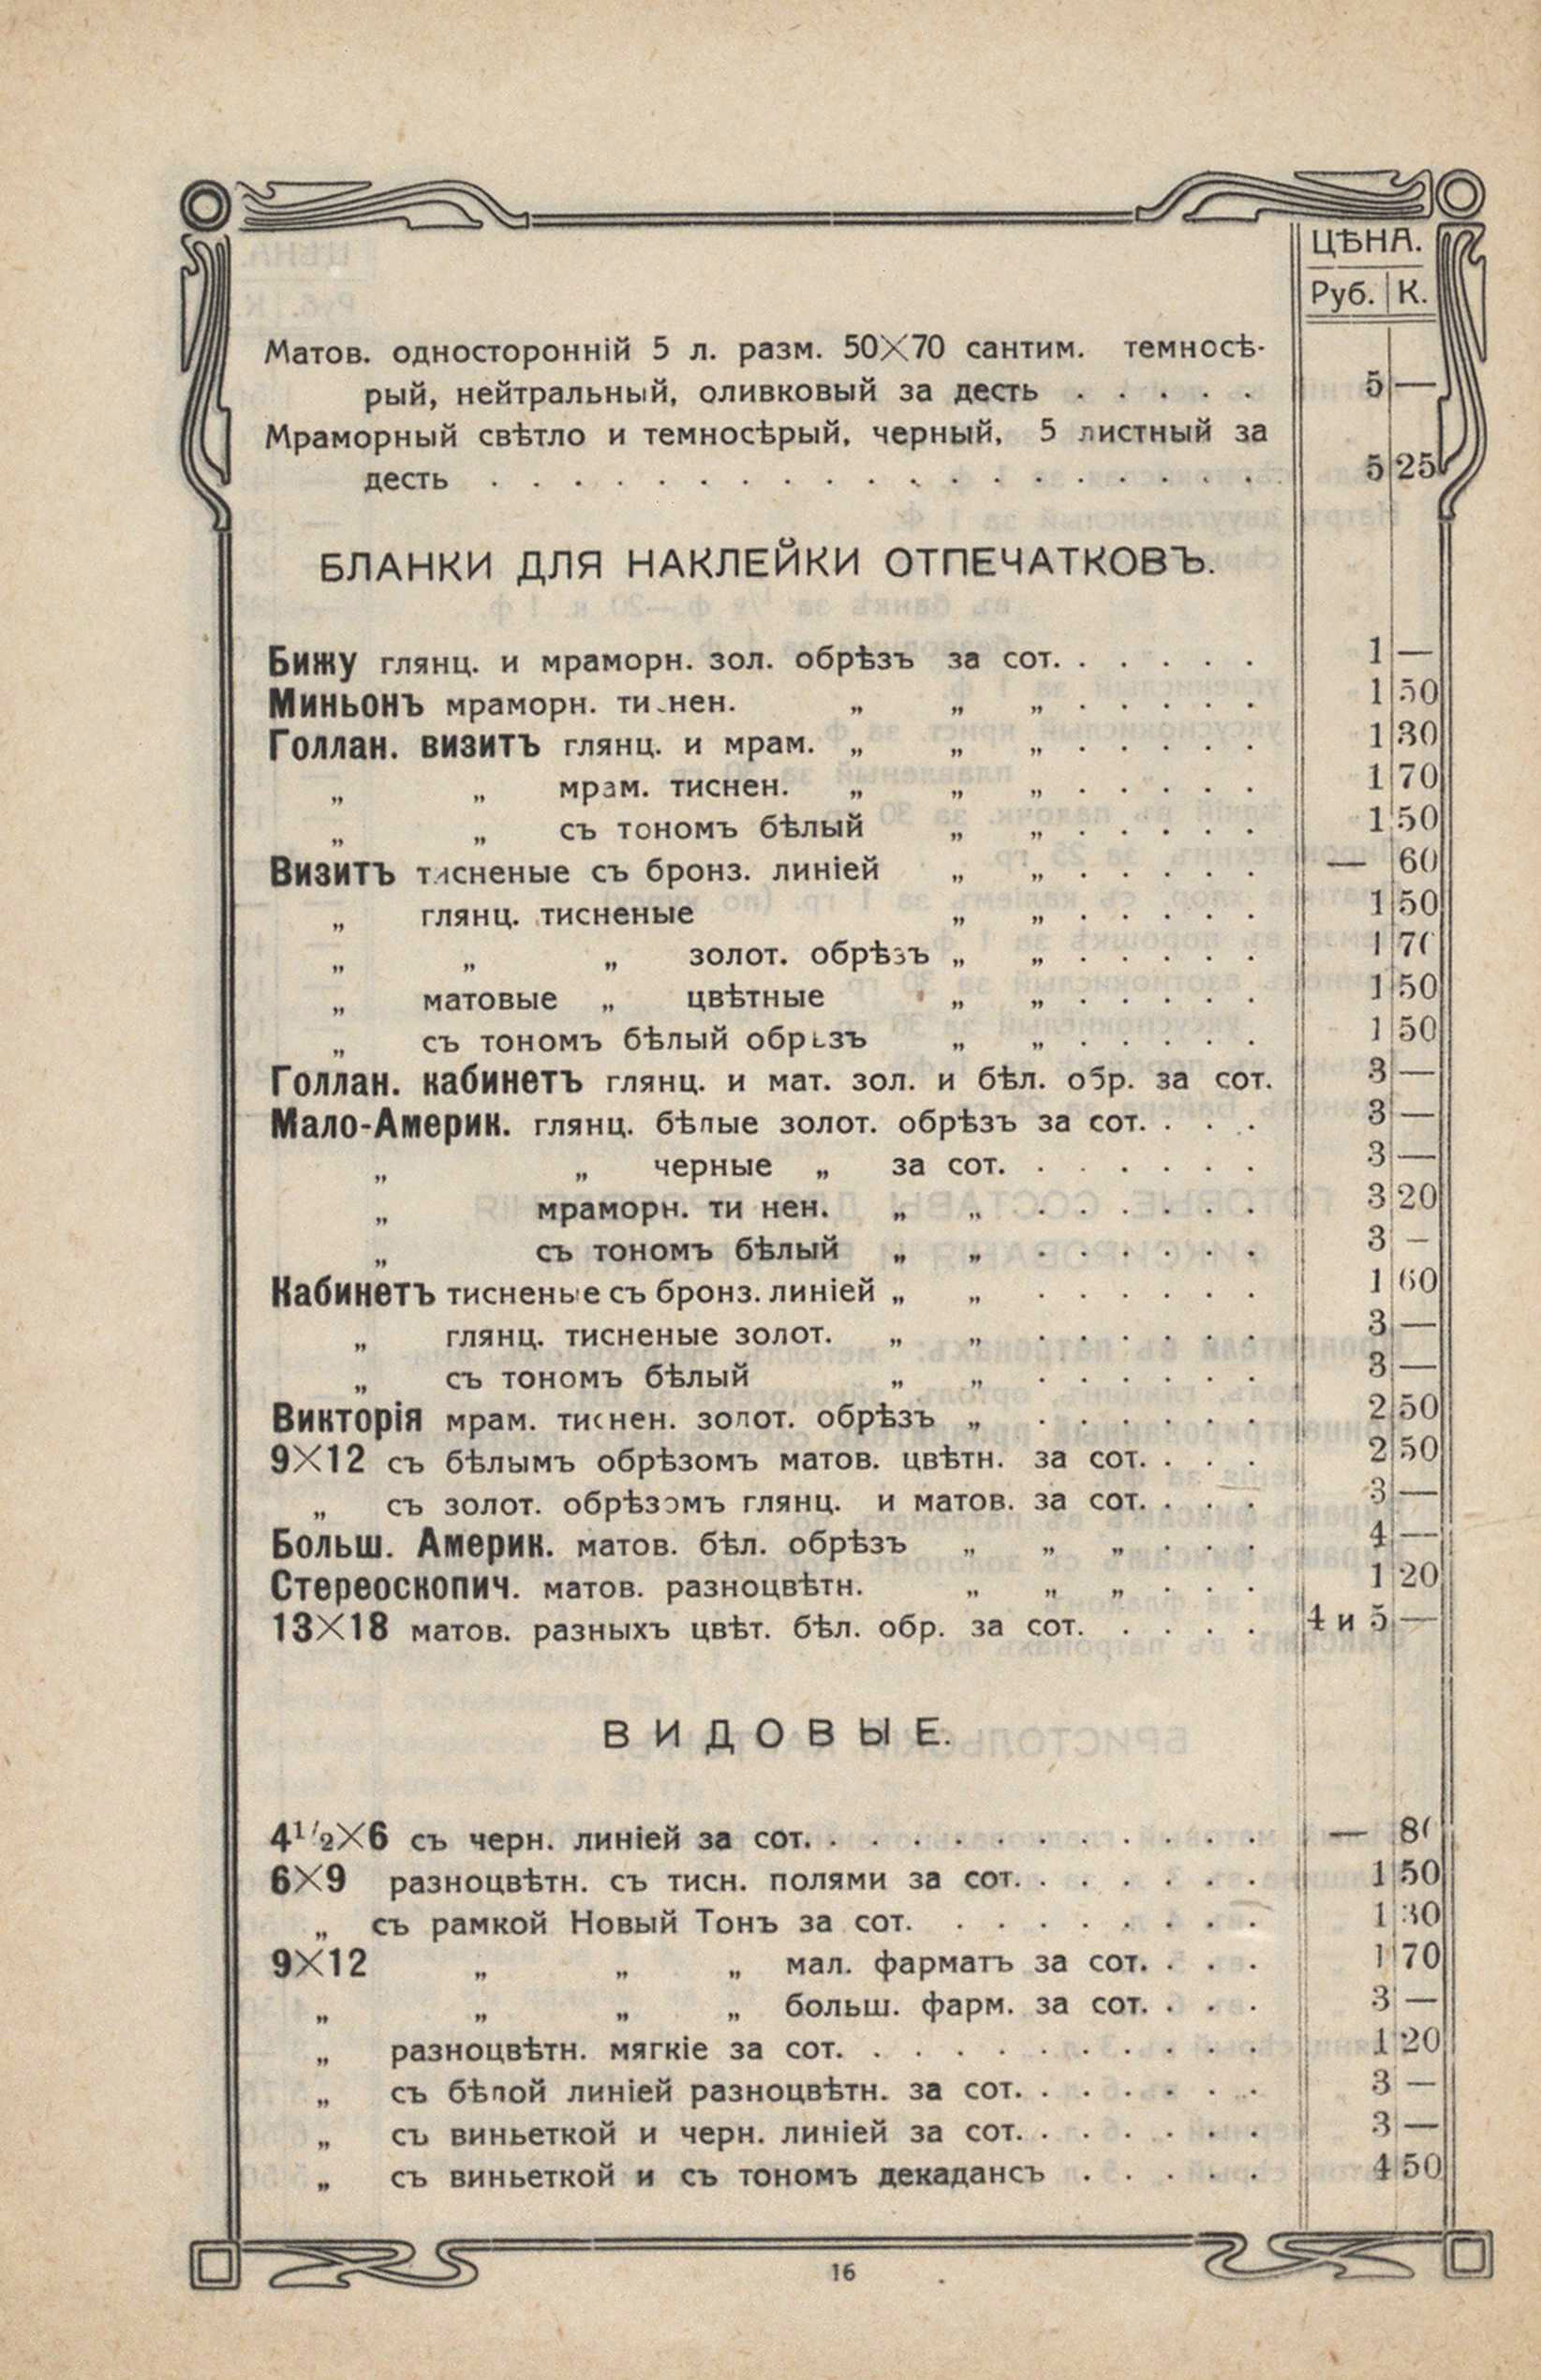 ЦѢНА.
Руб. К.
Матов. односторонній 5 л. разм. 50×70 сантим. темносѣ-
рый, нейтральный, оливковый за десть . . . . . 5 —
Мраморный свѣтло и темносѣрый, черный, 5 листный за
десть . . . . . . . . . . . . . . . . . . . 5 25
БЛАНКИ ДЛЯ НАКЛЕЙКИ ОТПЕЧАТКОВЪ.
Бижу глянц. и мраморн. зол. обрѣзъ за сот. . . . . . 1 —
Миньонъ мраморн. ти нен. „ „ „ . . . . . 1 50
Голлан. визитъ глянц. и мрам. „ „ „ . . . . . 1 30
„ „ мрам. тиснен. „ „ „ . . . . . 1 70
„ „ съ тономъ бѣлый „ „ . . . . . 1 50
Визитъ тисненые съ бронз. линіей „ „ . . . . . — 60
„ глянц. тисненые „ „ . . . . . 1 50
„ „ „ золот. обрѣзъ „ „ . . . . . 1 70
„ матовые „ цвѣтные „ „ . . . . . 1 50
„ съ тономъ бѣлый обрѣзъ „ „ . . . . . 1 50
Голлан. кабинетъ глянц. и мат. зол. и бѣл. обр. за сот. 3 —
Мало-Америк. глянц. бѣлые золот. обрѣзъ за сот. . . . 3 —
„ „ черные „ за сот. . . . . . . 3 —
„ мраморн. ти нен. „ „ . . . . . . 3 20
„ съ тономъ бѣлый „ „ . . . . . . 3 —
Кабинетъ тисненые съ бронз. линіей „ „ . . . . . . 1 60
„ глянц. тисненые золот. „ „ . . . . . . 3 —
„ съ тономъ бѣлый „ „ . . . . . . 3 —
Викторія мрам. тиснен. золот. обрѣзъ „ . . . . . . 2 50
9×12 съ бѣлымъ обрѣзомъ матов. цвѣтн. за сот. . . . 2 50
„ съ золот. обрѣзомъ глянц. и матов. за сот. . . . 3 —
Больш. Америк. матов. бѣл. обрѣзъ „ „ „ . . . 4 —
Стереоскопич. матов. разноцвѣтн. „ „ „ . . . 1 20
13×18 матов. разныхъ цвѣт. бѣл. обр. за сот. . . . . 4 и 5 —
ВИДОВЫЕ.
4½×6 съ черн. линіей за сот. . . . . . . . . . . — 80
6×9 разноцвѣтн. съ тисн. полями за сот. . . . . . . 1 50
„ съ рамкой Новый Тонъ за сот. . . . . . . . . 1 30
9×12 „ „ „ мал. фарматъ за сот. . . . 1 70
„ „ „ „ больш. фарм. за сот. . . . 3 —
„ разноцвѣтн. мягкіе за сот. . . . . . . . . . . 1 20
„ съ бѣлой линіей разноцвѣтн. за сот. . . . . . . 3 —
„ съ виньеткой и черн. линіей за сот. . . . . . . 3 —
„ съ виньеткой и съ тономъ декадансъ . . . . . 4 50
16